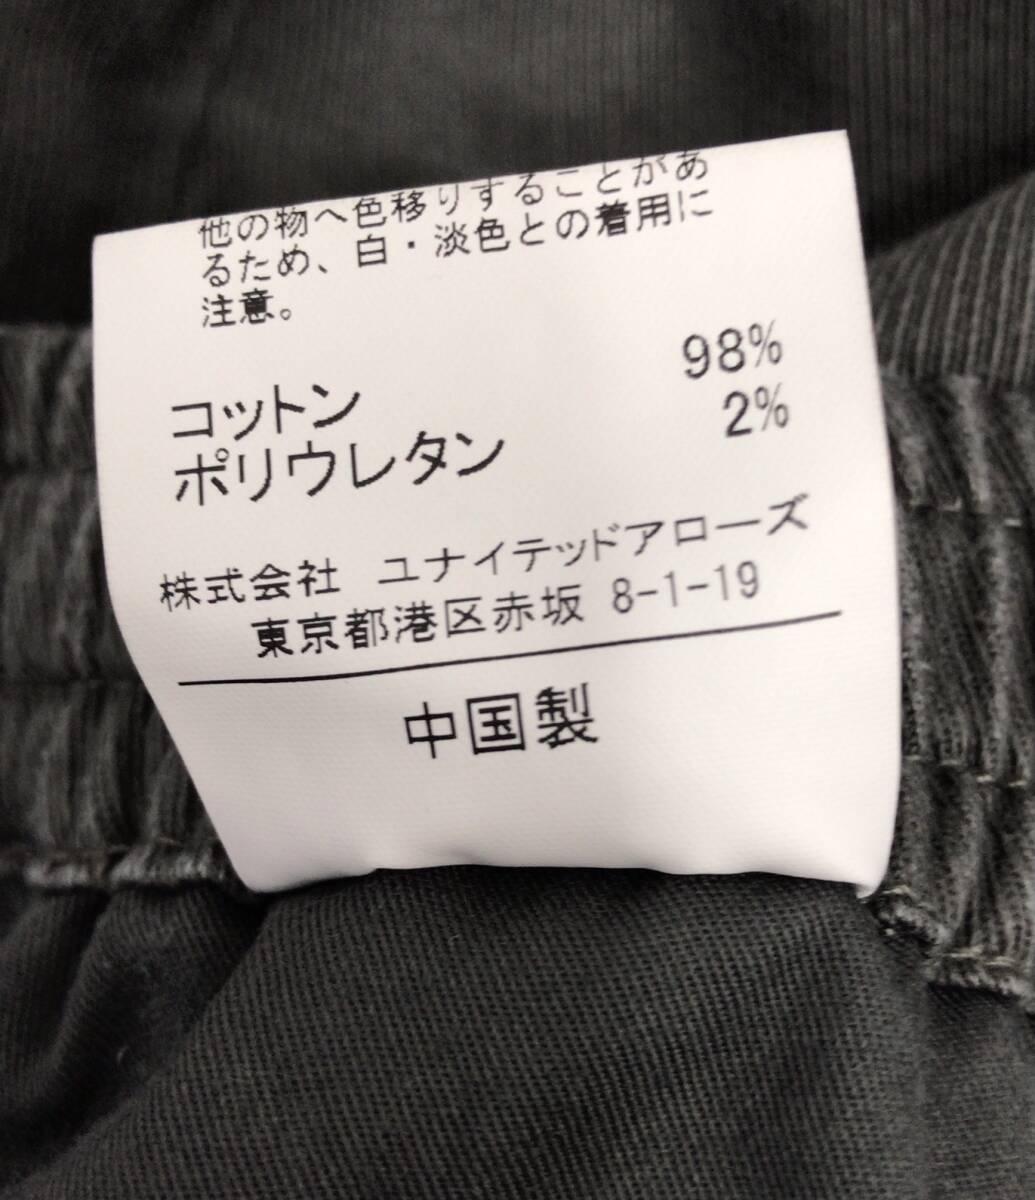 他の物へ色移りすることがあ
るため、白・淡色との着用に
注意。
コットン 98%
ポリウレタン 2%
株式会社 ユナイテッドアローズ
東京都港区赤坂 8-1-19
中国製